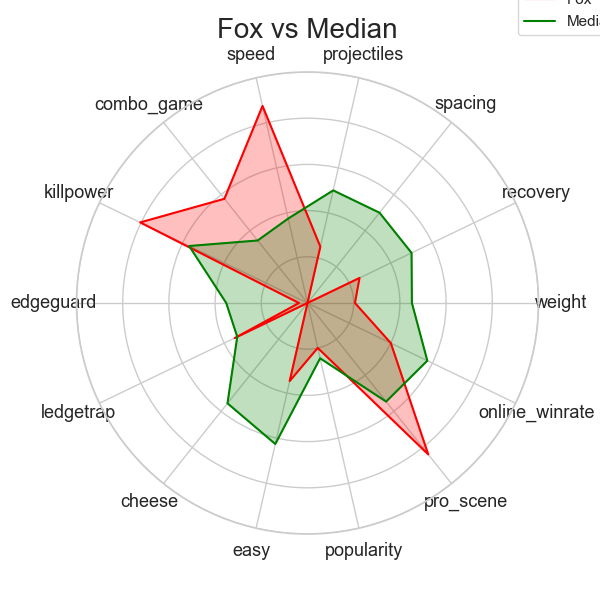 Fox vs Median
speed
projectiles
combo_game
spacing
killpower
recovery
edgeguard
weight
ledgetrap
online_winrate
cheese
pro_scene
easy
popularity